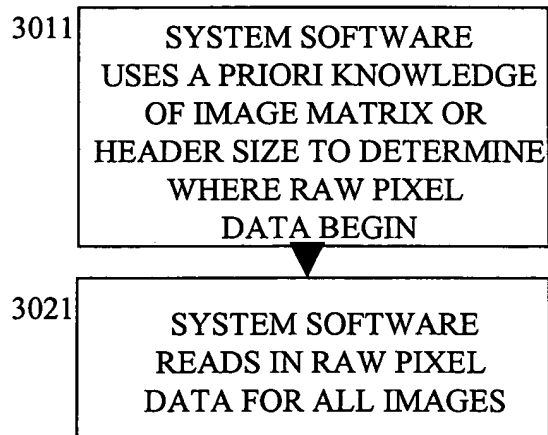 3011
SYSTEM SOFTWARE
USES A PRIORI KNOWLEDGE
OF IMAGE MATRIX OR
HEADER SIZE TO DETERMINE
WHERE RAW PIXEL
DATA BEGIN
3021
SYSTEM SOFTWARE
READS IN RAW PIXEL
DATA FOR ALL IMAGES